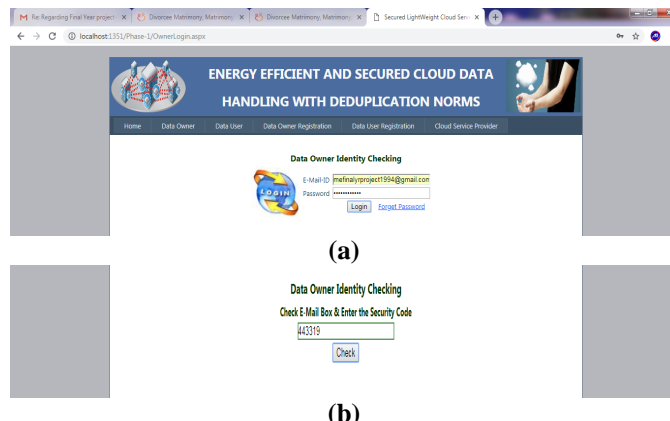 Re: Regarding Final Year project
Divorcee Matrimony, Matrimony
Divorcee Matrimony, Matrimony
Secured LightWeight Cloud Serv
localhost:1351/Phase-1/OwnerLogin.aspx
ENERGY EFFICIENT AND SECURED CLOUD DATA
HANDLING WITH DEDUPLICATION NORMS
Home Data Owner Data User Data Owner Registration Data User Registration Cloud Service Provider
Data Owner Identity Checking
LOGIN
E-Mail-ID mefinalyrproject1994@gmail.com
Password ••••••••••••
Login Forget Password
(a)
Data Owner Identity Checking
Check E-Mail Box & Enter the Security Code
443319
Check
(b)